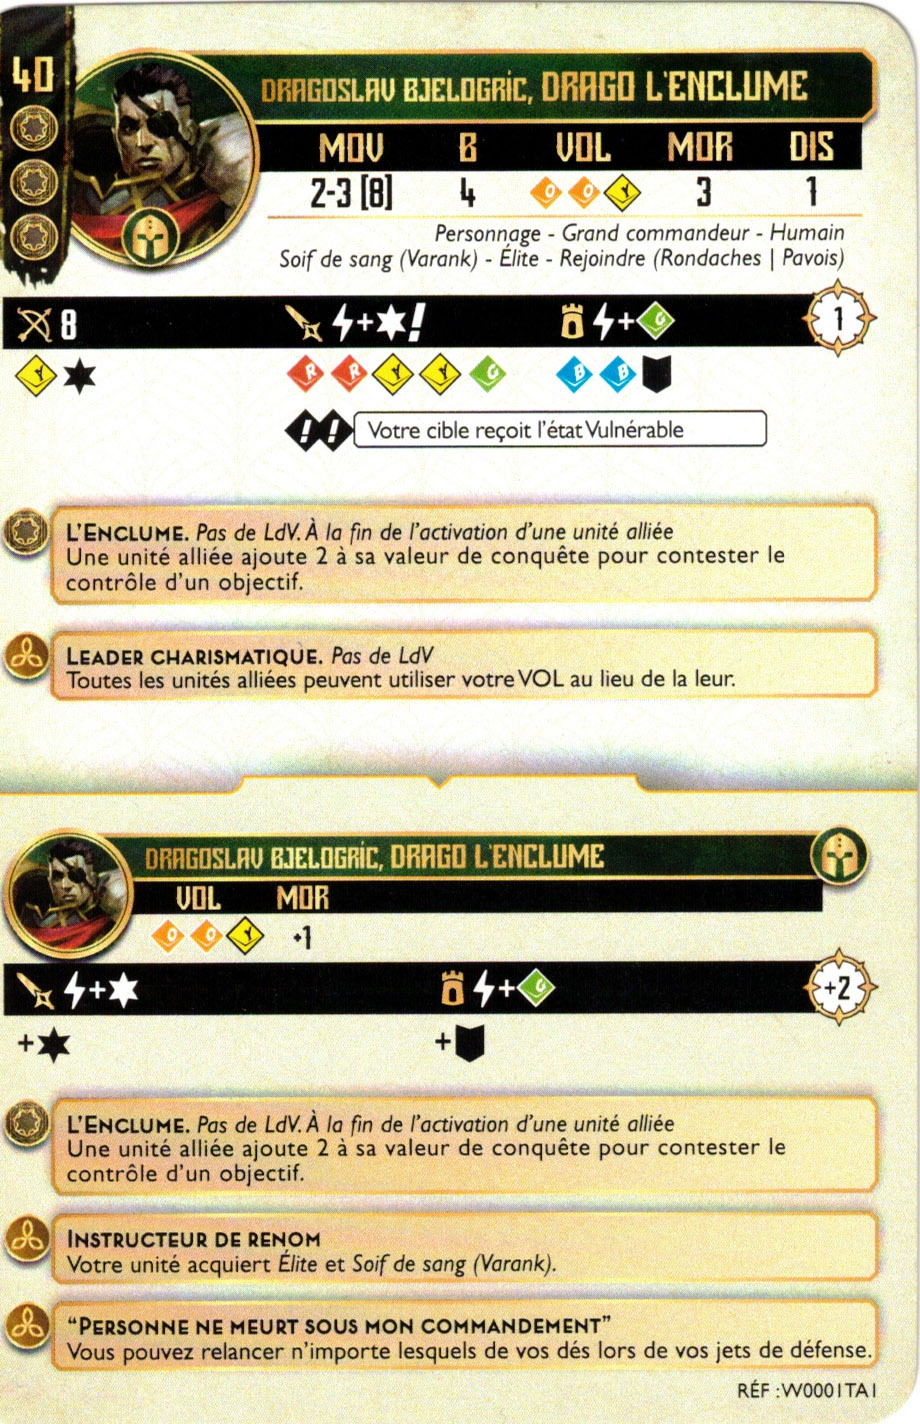 40
DRAGOSLAV BJELOGRÍC, DRAGO L'ENCLUME
MOV B VOL MOR DIS
2-3 [8] 4 O O Y 3 1
Personnage - Grand commandeur - Humain
Soif de sang (Varank) - Élite - Rejoindre (Rondaches | Pavois)
8 + ! + G 1
Y R R Y Y G B B
! ! Votre cible reçoit l'état Vulnérable
L'ENCLUME. Pas de LdV. À la fin de l'activation d'une unité alliée
Une unité alliée ajoute 2 à sa valeur de conquête pour contester le
contrôle d'un objectif.
LEADER CHARISMATIQUE. Pas de LdV
Toutes les unités alliées peuvent utiliser votre VOL au lieu de la leur.
DRAGOSLAV BJELOGRÍC, DRAGO L'ENCLUME
VOL MOR
O O Y +1
+ + G +2
+ +
L'ENCLUME. Pas de LdV. À la fin de l'activation d'une unité alliée
Une unité alliée ajoute 2 à sa valeur de conquête pour contester le
contrôle d'un objectif.
INSTRUCTEUR DE RENOM
Votre unité acquiert Élite et Soif de sang (Varank).
"PERSONNE NE MEURT SOUS MON COMMANDEMENT"
Vous pouvez relancer n'importe lesquels de vos dés lors de vos jets de défense.
RÉF : W0001TA1